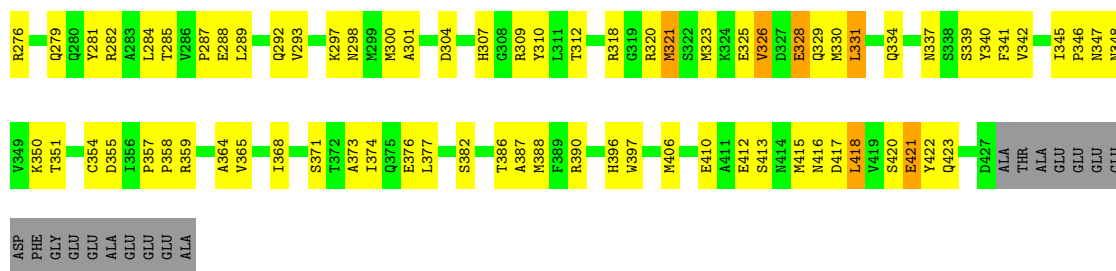 R276 Q279 Q280 Y281 R282 A283 L284 T285 V286 P287 E288 L289 Q292 V293 K297 N298 M299 M300 A301 D304 H307 G308 R309 Y310 L311 T312 R318 G319 R320 M321 S322 M323 K324 E325 V326 D327 E328 Q329 M330 L331 Q334 N337 S338 S339 Y340 F341 V342 I345 P346 N347 N348
V349 K350 T351 C354 D355 I356 P357 P358 R359 A364 V365 I368 S371 T372 A373 I374 Q375 E376 L377 S382 T386 A387 M388 F389 R390 H396 W397 M406 E410 A411 E412 S413 N414 M415 N416 D417 L418 V419 S420 E421 Y422 Q423 D427 ALA THR ALA GLU GLU GLU GLU
ASP PHE GLY GLU GLU ALA GLU GLU GLU ALA